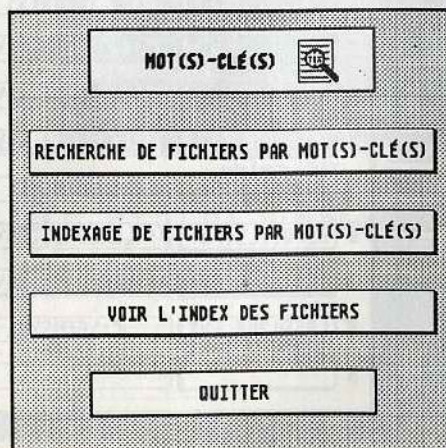 MOT(S)-CLÉ(S)
RECHERCHE DE FICHIERS PAR MOT(S)-CLÉ(S)
INDEXAGE DE FICHIERS PAR MOT(S)-CLÉ(S)
VOIR L'INDEX DES FICHIERS
QUITTER